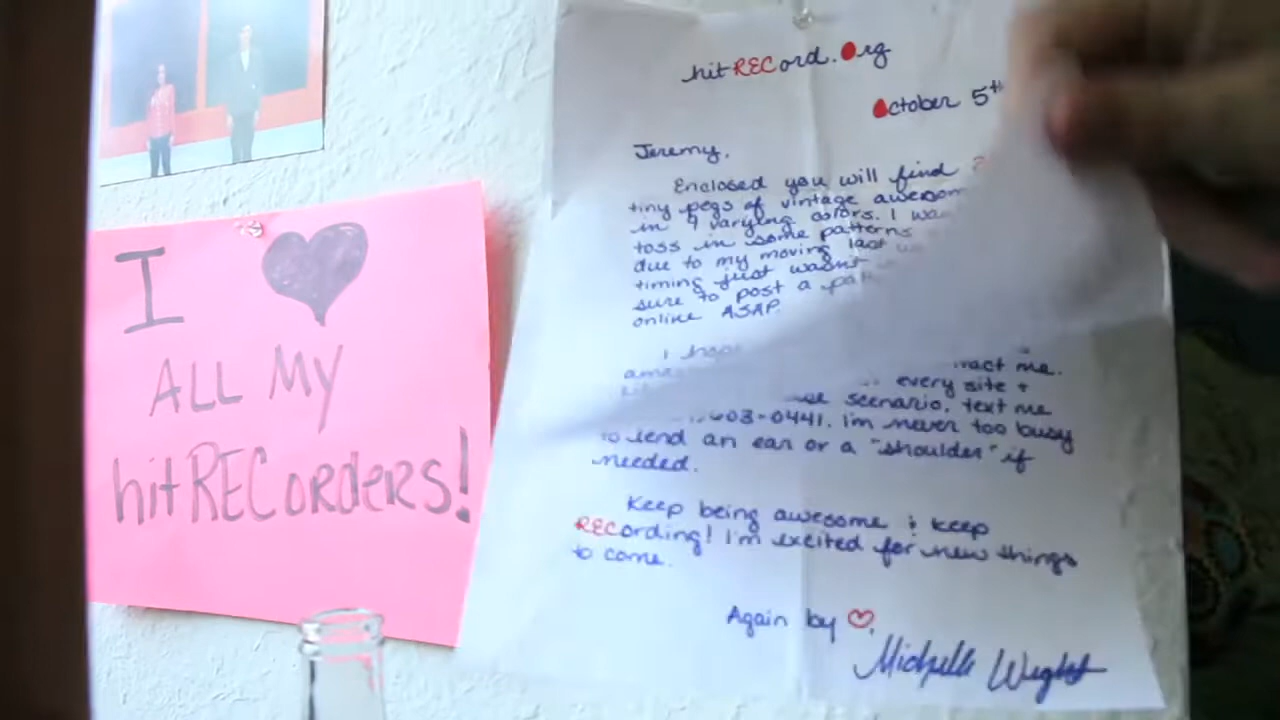 I ♥
ALL MY
hitRECorders!
hitRECord.Org
October 5th
Jeremy,
Enclosed you will find
tiny pegs of vintage
in 9 varying colors. I
toss in some patterns
due to my moving last
timing just wasn't
sure to post a
online ASAP.
I
me.
every site +
scenario, text me
603-0441. I'm never too busy
to lend an ear or a "shoulder" if
needed.
Keep being awesome & keep
RECording! I'm excited for new things
to come.
Again by ♡,
Michelle Wright